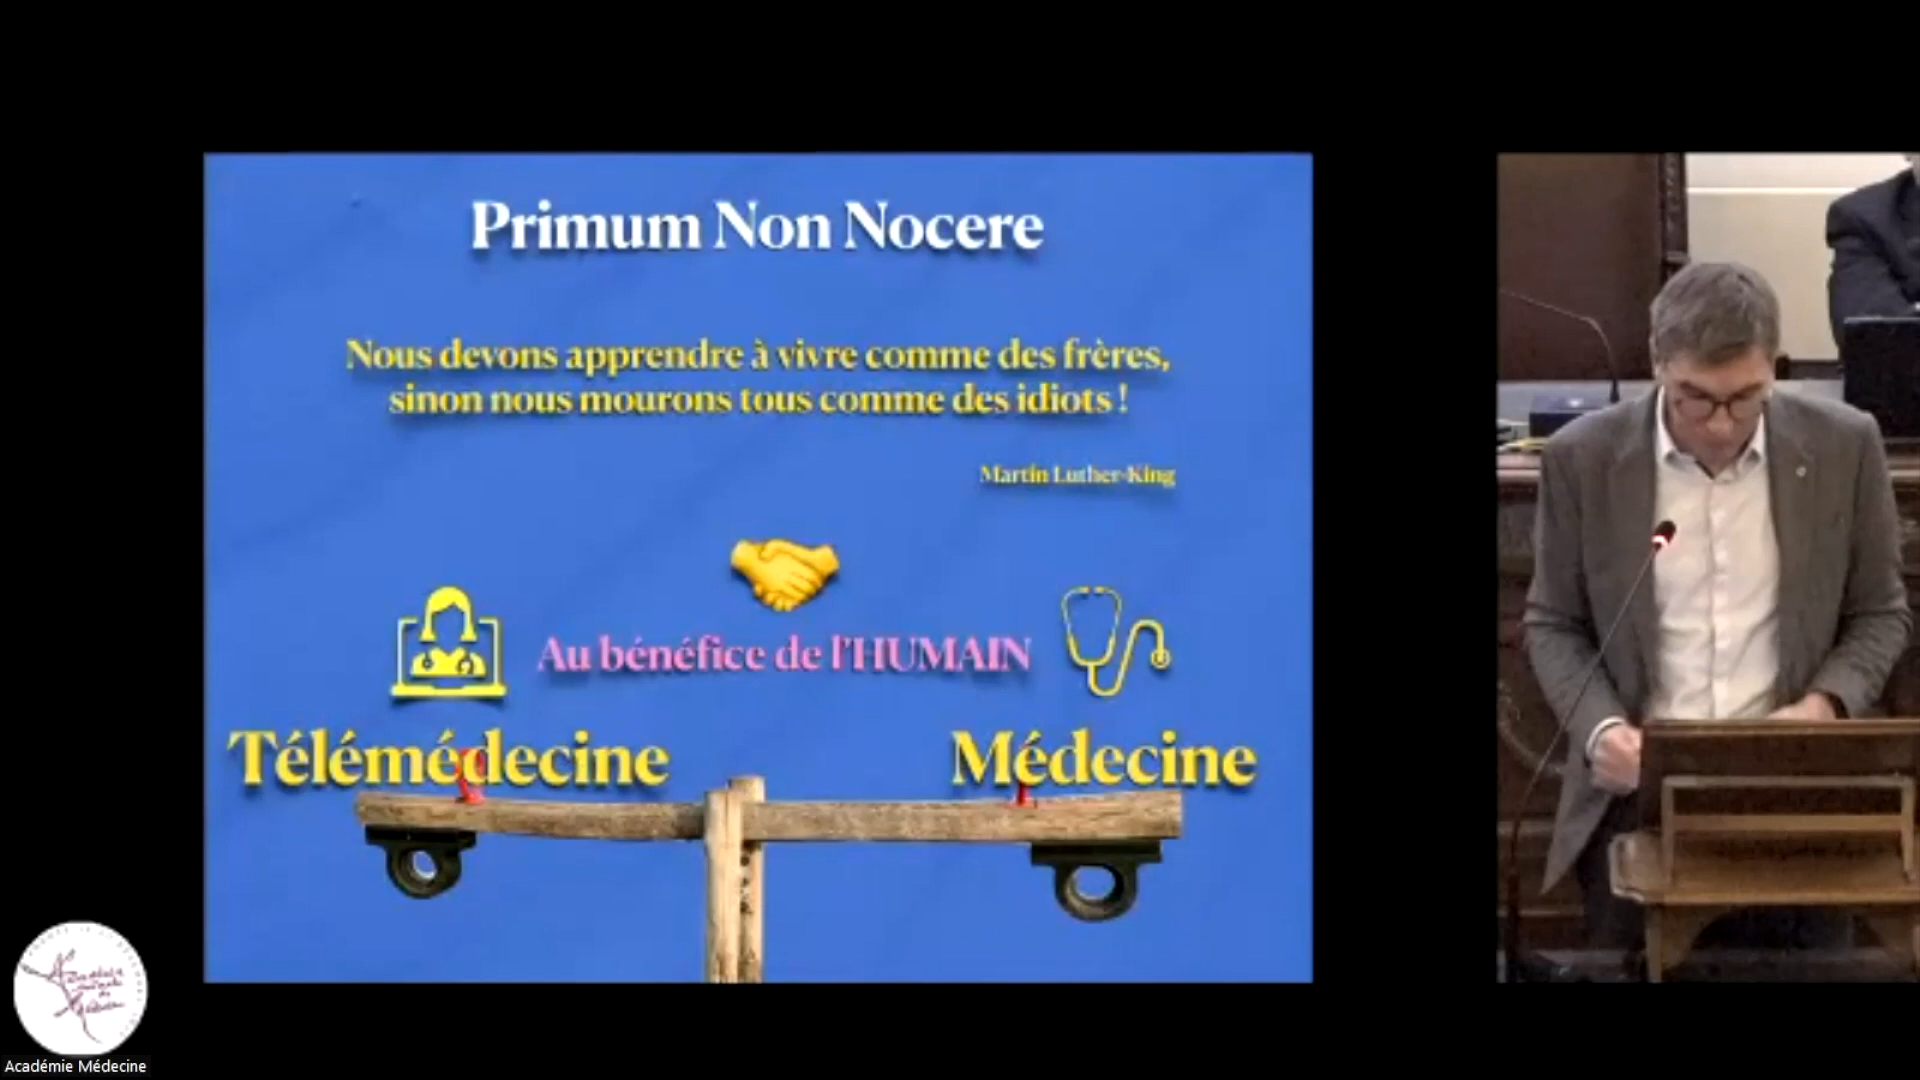 Primum Non Nocere
Nous devons apprendre à vivre comme des frères,
sinon nous mourons tous comme des idiots !
Martin Luther-King
Au bénéfice de l'HUMAIN
Télémédecine
Médecine
Académie Médecine